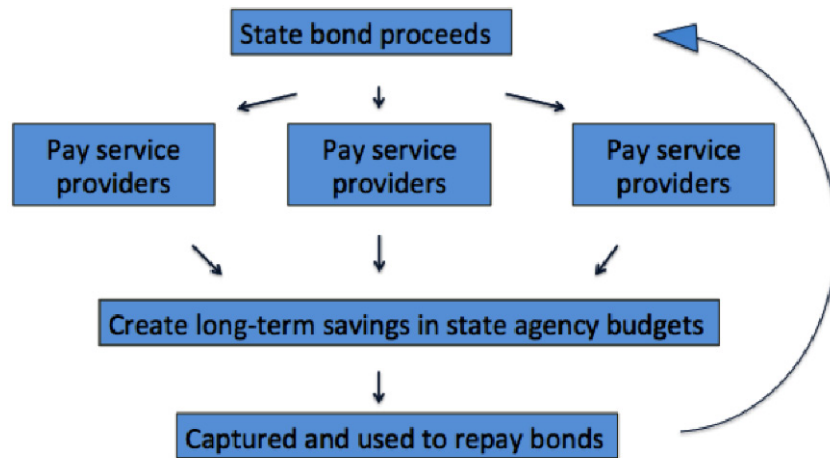 State bond proceeds
Pay service
providers
Pay service
providers
Pay service
providers
Create long-term savings in state agency budgets
Captured and used to repay bonds